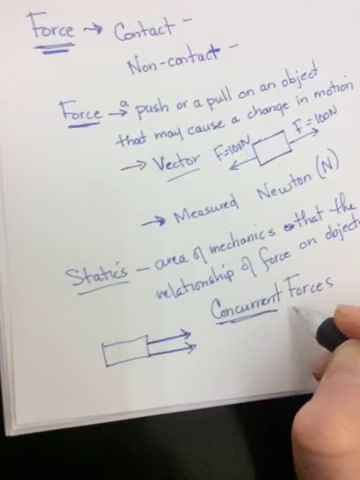 Force → Contact -
Non-contact -
Force → a push or a pull on an object
that may cause a change in motion
→ Vector F=100N F=100N
→ Measured Newton (N)
Statics - area of mechanics that the
relationship of force on object
Concurrent Forces